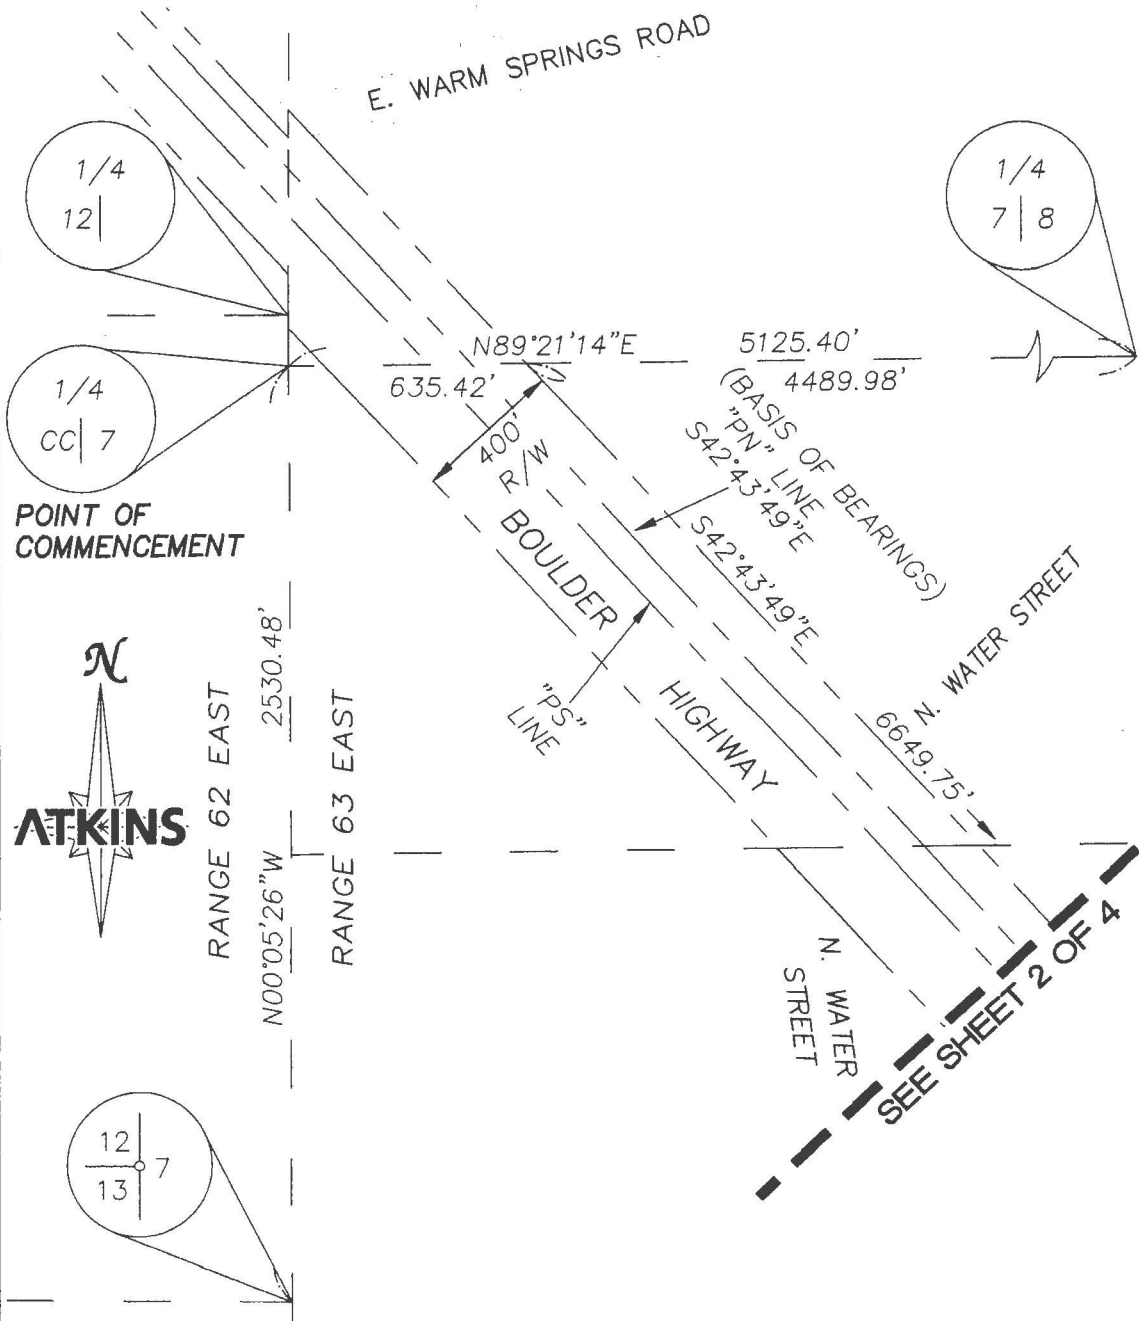 E. WARM SPRINGS ROAD
1/4
12
1/4
7 8
N89°21'14"E
5125.40'
635.42'
4489.98'
1/4
CC 7
POINT OF
COMMENCEMENT
400'
R/W
(BASIS OF BEARINGS)
"PN" LINE
S42°43'49"E
S42°43'49"E
BOULDER
HIGHWAY
"PS"
LINE
N. WATER STREET
6649.75'
N
ATKINS
RANGE 62 EAST
N00°05'26"W 2530.48'
RANGE 63 EAST
N. WATER
STREET
SEE SHEET 2 OF 4
12
7
13